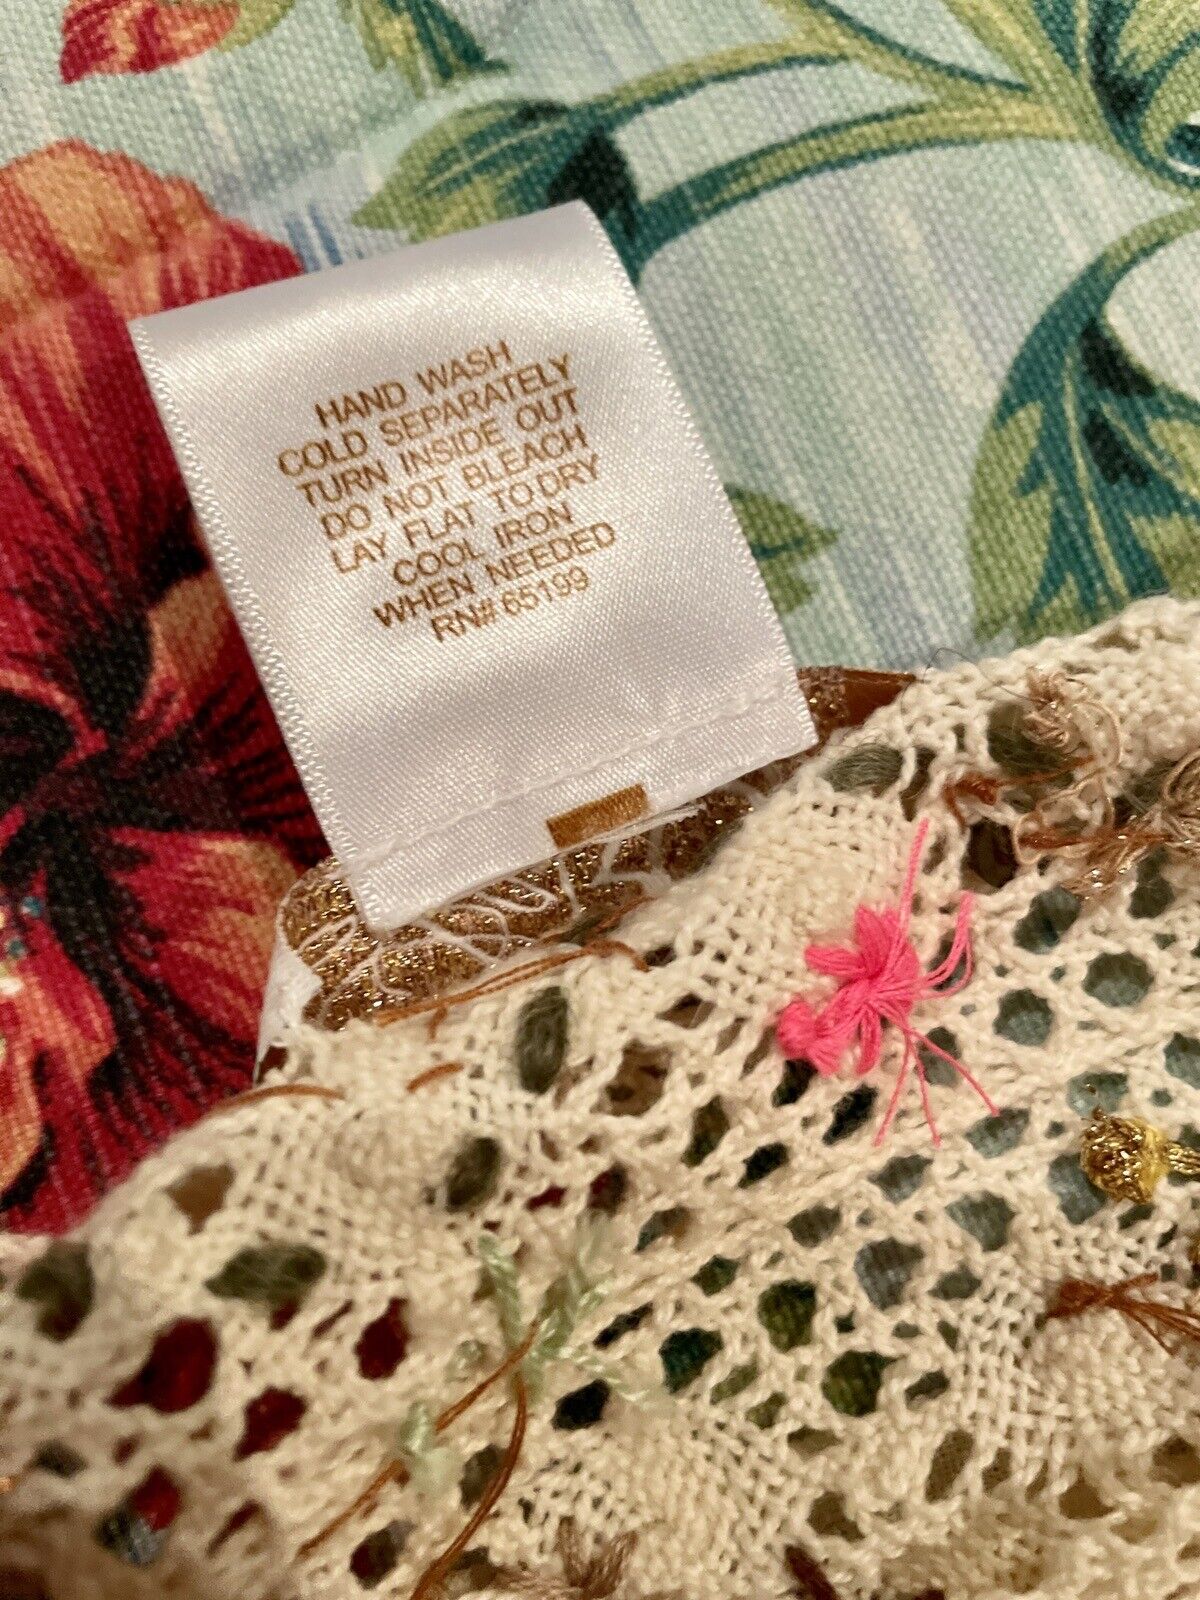 HAND WASH
COLD SEPARATELY
TURN INSIDE OUT
DO NOT BLEACH
LAY FLAT TO DRY
COOL IRON
WHEN NEEDED
RN# 65199